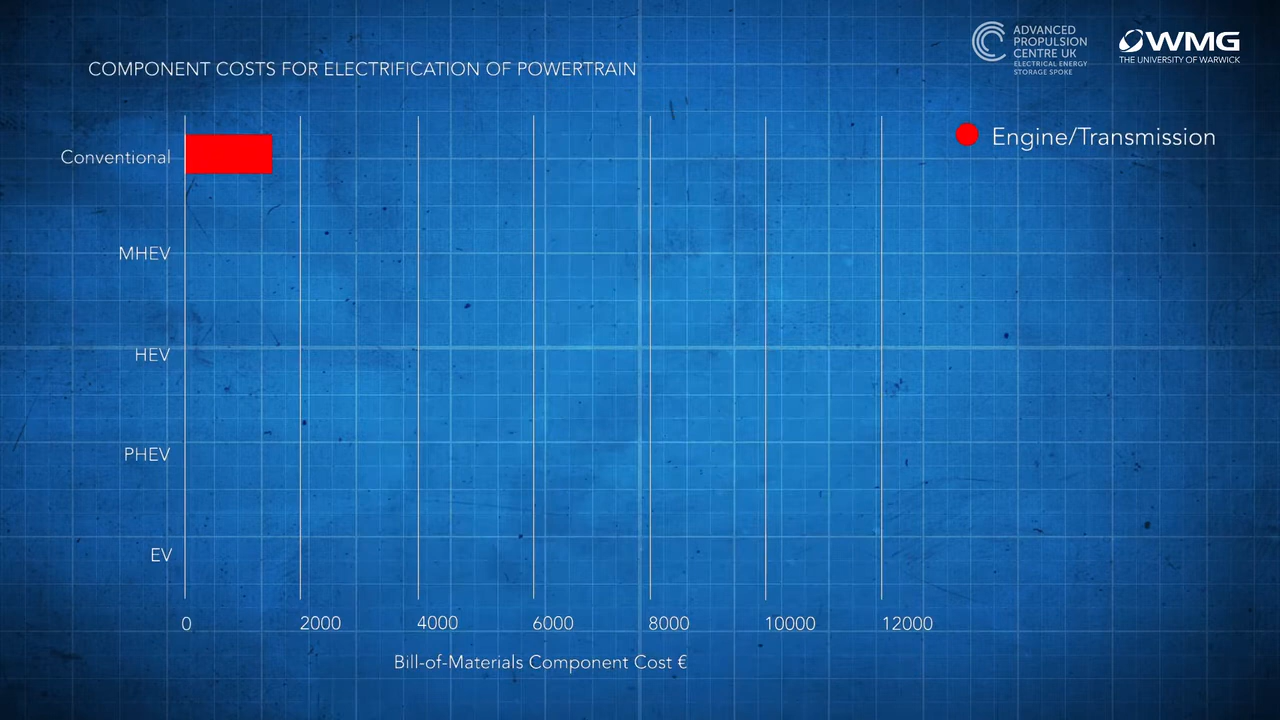 ADVANCED
PROPULSION
CENTRE UK
ELECTRICAL ENERGY
STORAGE SPOKE
WMG
THE UNIVERSITY OF WARWICK
COMPONENT COSTS FOR ELECTRIFICATION OF POWERTRAIN
Engine/Transmission
Conventional
MHEV
HEV
PHEV
EV
0 2000 4000 6000 8000 10000 12000
Bill-of-Materials Component Cost €